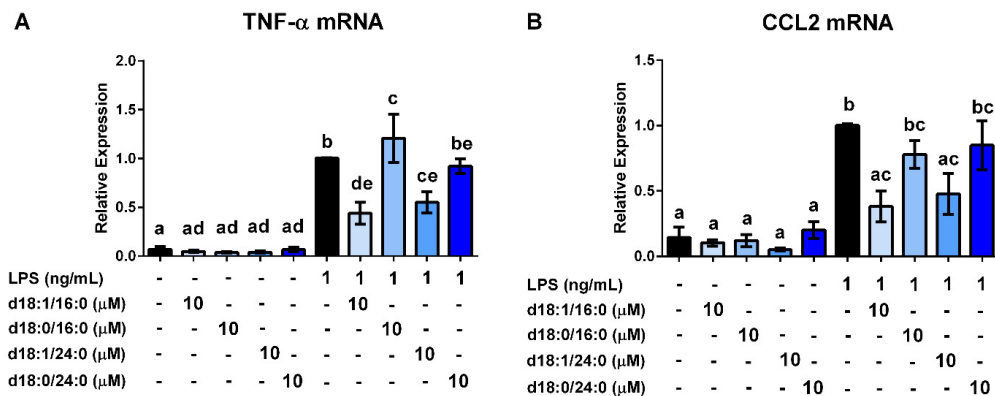 A
TNF-α mRNA
Relative Expression
2.0
1.5
1.0
0.5
0.0
a ad ad ad ad b de c ce be
LPS (ng/mL) - - - - - 1 1 1 1 1
d18:1/16:0 (μM) - 10 - - - - 10 - - -
d18:0/16:0 (μM) - - 10 - - - - 10 - -
d18:1/24:0 (μM) - - - 10 - - - - 10 -
d18:0/24:0 (μM) - - - - 10 - - - - 10
B
CCL2 mRNA
Relative Expression
1.5
1.0
0.5
0.0
a a a a a b ac bc ac bc
LPS (ng/mL) - - - - - 1 1 1 1 1
d18:1/16:0 (μM) - 10 - - - - 10 - - -
d18:0/16:0 (μM) - - 10 - - - - 10 - -
d18:1/24:0 (μM) - - - 10 - - - - 10 -
d18:0/24:0 (μM) - - - - 10 - - - - 10